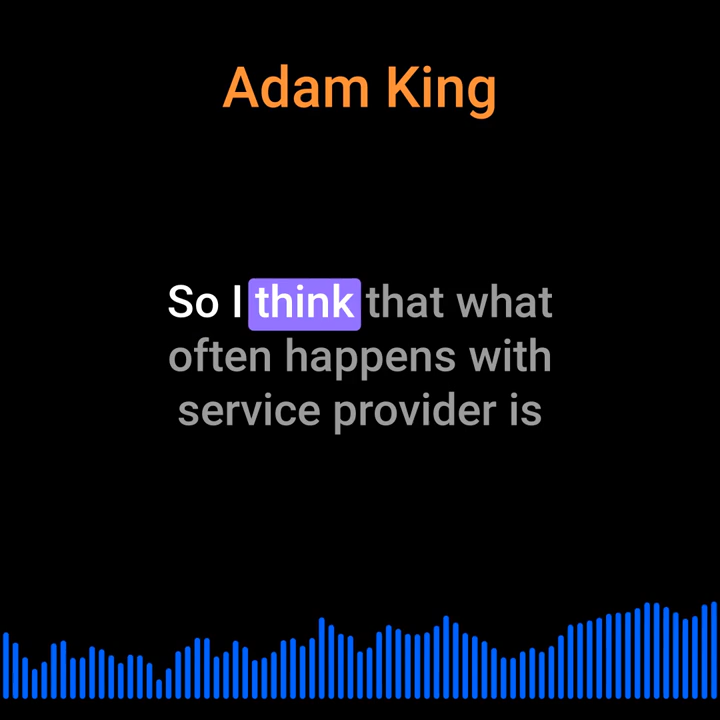 Adam King
So I think that what
often happens with
service provider is